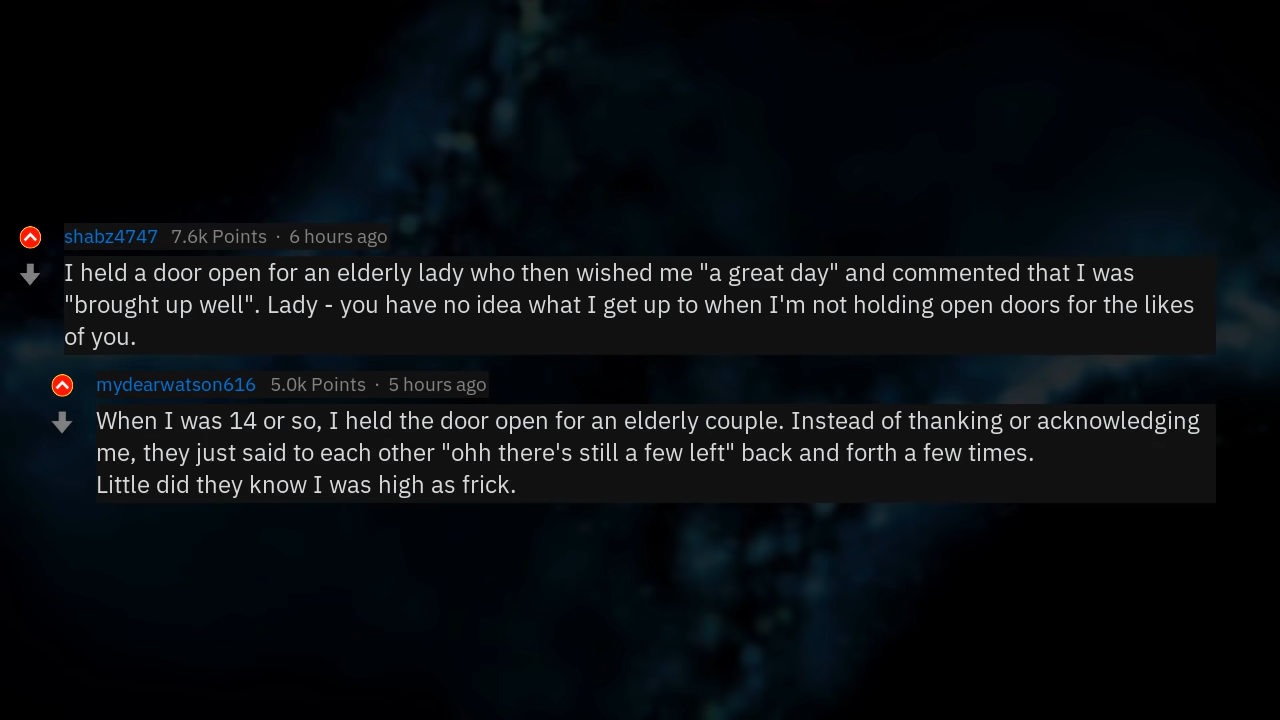 shabz4747 7.6k Points · 6 hours ago
I held a door open for an elderly lady who then wished me "a great day" and commented that I was
"brought up well". Lady - you have no idea what I get up to when I'm not holding open doors for the likes
of you.
mydearwatson616 5.0k Points · 5 hours ago
When I was 14 or so, I held the door open for an elderly couple. Instead of thanking or acknowledging
me, they just said to each other "ohh there's still a few left" back and forth a few times.
Little did they know I was high as frick.